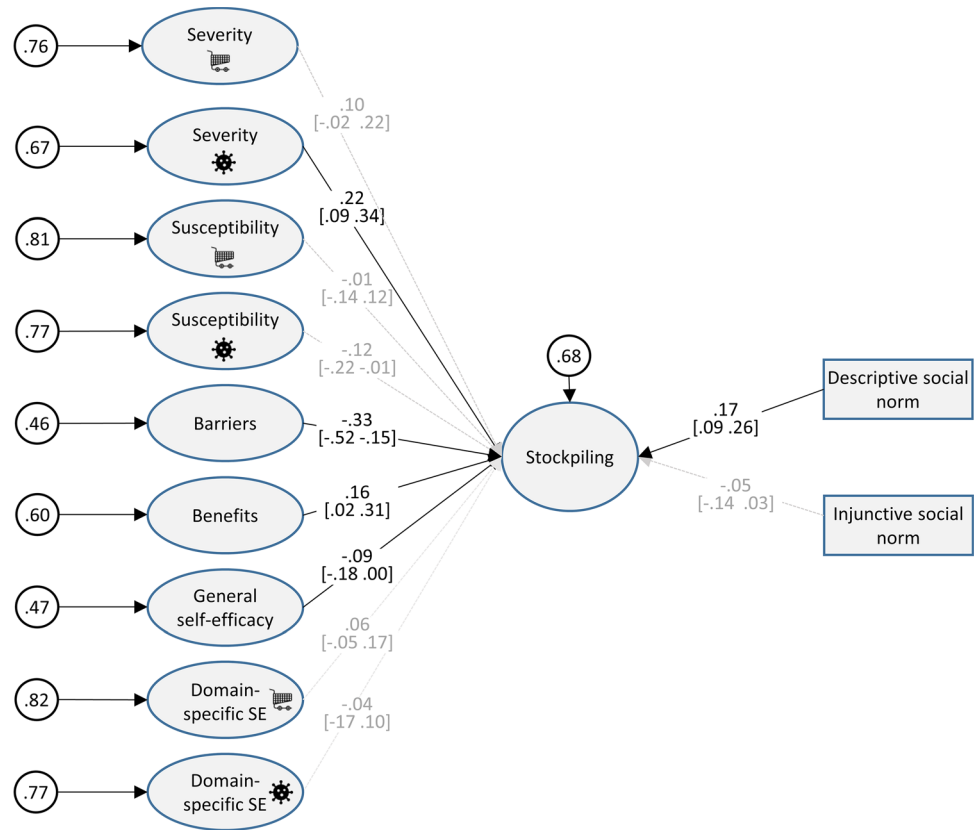 .76
Severity
.10
[-.02 .22]
.67
Severity
.22
[.09 .34]
.81
Susceptibility
-.01
[-.14 .12]
.77
Susceptibility
-.12
[-.22 -.01]
.68
.46
Barriers
-.33
[-.52 -.15]
Descriptive social
norm
.17
[.09 .26]
Stockpiling
.60
Benefits
.16
[.02 .31]
-.05
[-.14 .03]
Injunctive social
norm
.47
General
self-efficacy
-.09
[-.18 .00]
.06
[-.05 .17]
.82
Domain-
specific SE
-.04
[-17 .10]
.77
Domain-
specific SE